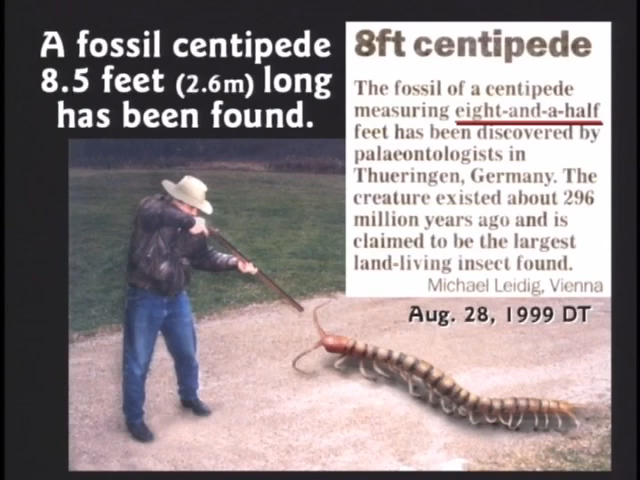 A fossil centipede
8.5 feet (2.6m) long
has been found.
8ft centipede
The fossil of a centipede
measuring eight-and-a-half
feet has been discovered by
palaeontologists in
Thueringen, Germany. The
creature existed about 296
million years ago and is
claimed to be the largest
land-living insect found.
Michael Leidig, Vienna
Aug. 28, 1999 DT